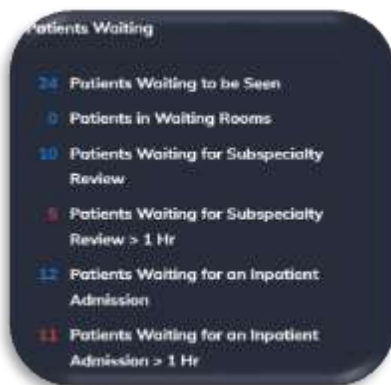 Patients Waiting
24 Patients Waiting to be Seen
0 Patients in Waiting Rooms
10 Patients Waiting for Subspecialty
Review
5 Patients Waiting for Subspecialty
Review > 1 Hr
12 Patients Waiting for an Inpatient
Admission
11 Patients Waiting for an Inpatient
Admission > 1 Hr